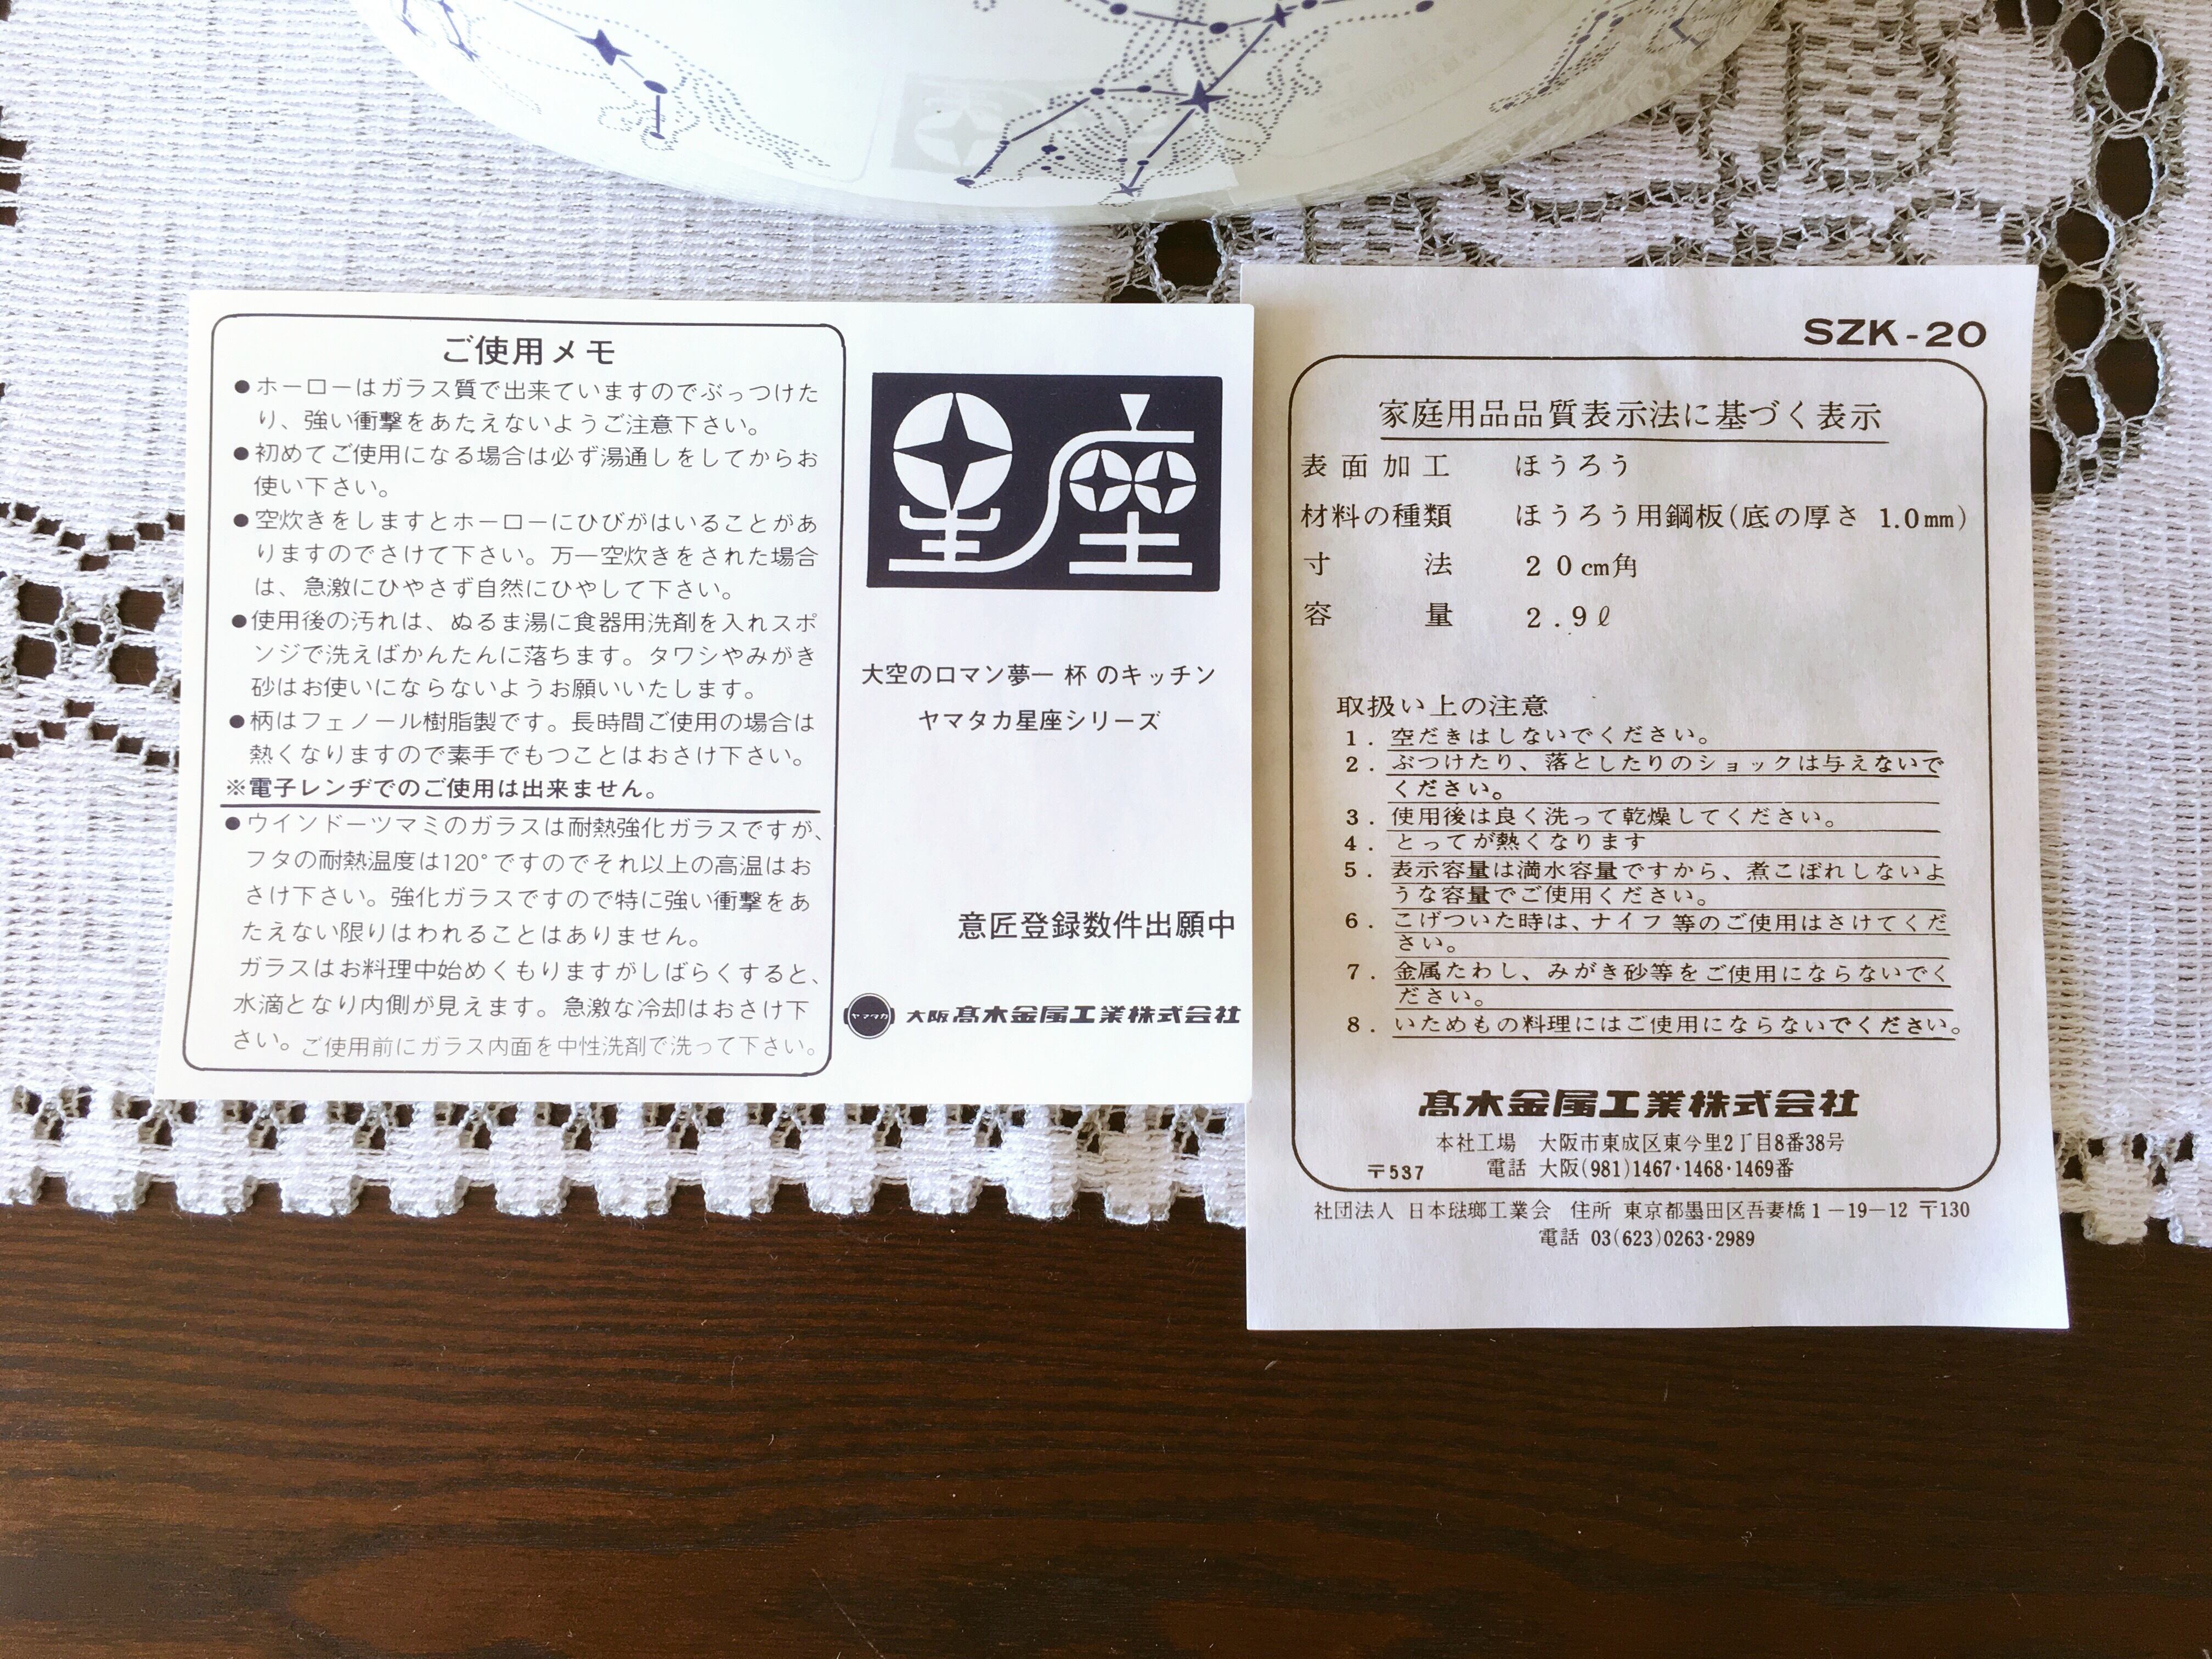 ご使用メモ
●ホーローはガラス質で出来ていますのでぶっつけた
り、強い衝撃をあたえないようご注意下さい。
●初めてご使用になる場合は必ず湯通しをしてからお
使い下さい。
●空炊きをしますとホーローにひびがはいることがあ
りますのでさけて下さい。万一空炊きをされた場合
は、急激にひやさず自然にひやして下さい。
●使用後の汚れは、ぬるま湯に食器用洗剤を入れスポ
ンジで洗えばかんたんに落ちます。タワシやみがき
砂はお使いにならないようお願いいたします。
●柄はフェノール樹脂製です。長時間ご使用の場合は
熱くなりますので素手でもつことはおさけ下さい。
※電子レンヂでのご使用は出来ません。
●ウインドーツマミのガラスは耐熱強化ガラスですが、
フタの耐熱温度は120°ですのでそれ以上の高温はお
さけ下さい。強化ガラスですので特に強い衝撃をあ
たえない限りはわれることはありません。
ガラスはお料理中始めくもりますがしばらくすると、
水滴となり内側が見えます。急激な冷却はおさけ下
さい。ご使用前にガラス内面を中性洗剤で洗って下さい。
星座
大空のロマン夢一杯のキッチン
ヤマタカ星座シリーズ
意匠登録数件出願中
ヤマタカ 大阪髙木金属工業株式会社
SZK-20
家庭用品品質表示法に基づく表示
表面加工 ほうろう
材料の種類 ほうろう用鋼板(底の厚さ 1.0mm)
寸法 20cm角
容量 2.9ℓ
取扱い上の注意
1. 空だきはしないでください。
2. ぶつけたり、落としたりのショックは与えないで
ください。
3. 使用後は良く洗って乾燥してください。
4. とってが熱くなります
5. 表示容量は満水容量ですから、煮こぼれしないよ
うな容量でご使用ください。
6. こげついた時は、ナイフ等のご使用はさけてくだ
さい。
7. 金属たわし、みがき砂等をご使用にならないでく
ださい。
8. いためもの料理にはご使用にならないでください。
髙木金属工業株式会社
本社工場 大阪市東成区東今里2丁目8番38号
〒537 電話 大阪(981)1467・1468・1469番
社団法人 日本琺瑯工業会 住所 東京都墨田区吾妻橋1-19-12 〒130
電話 03(623)0263・2989